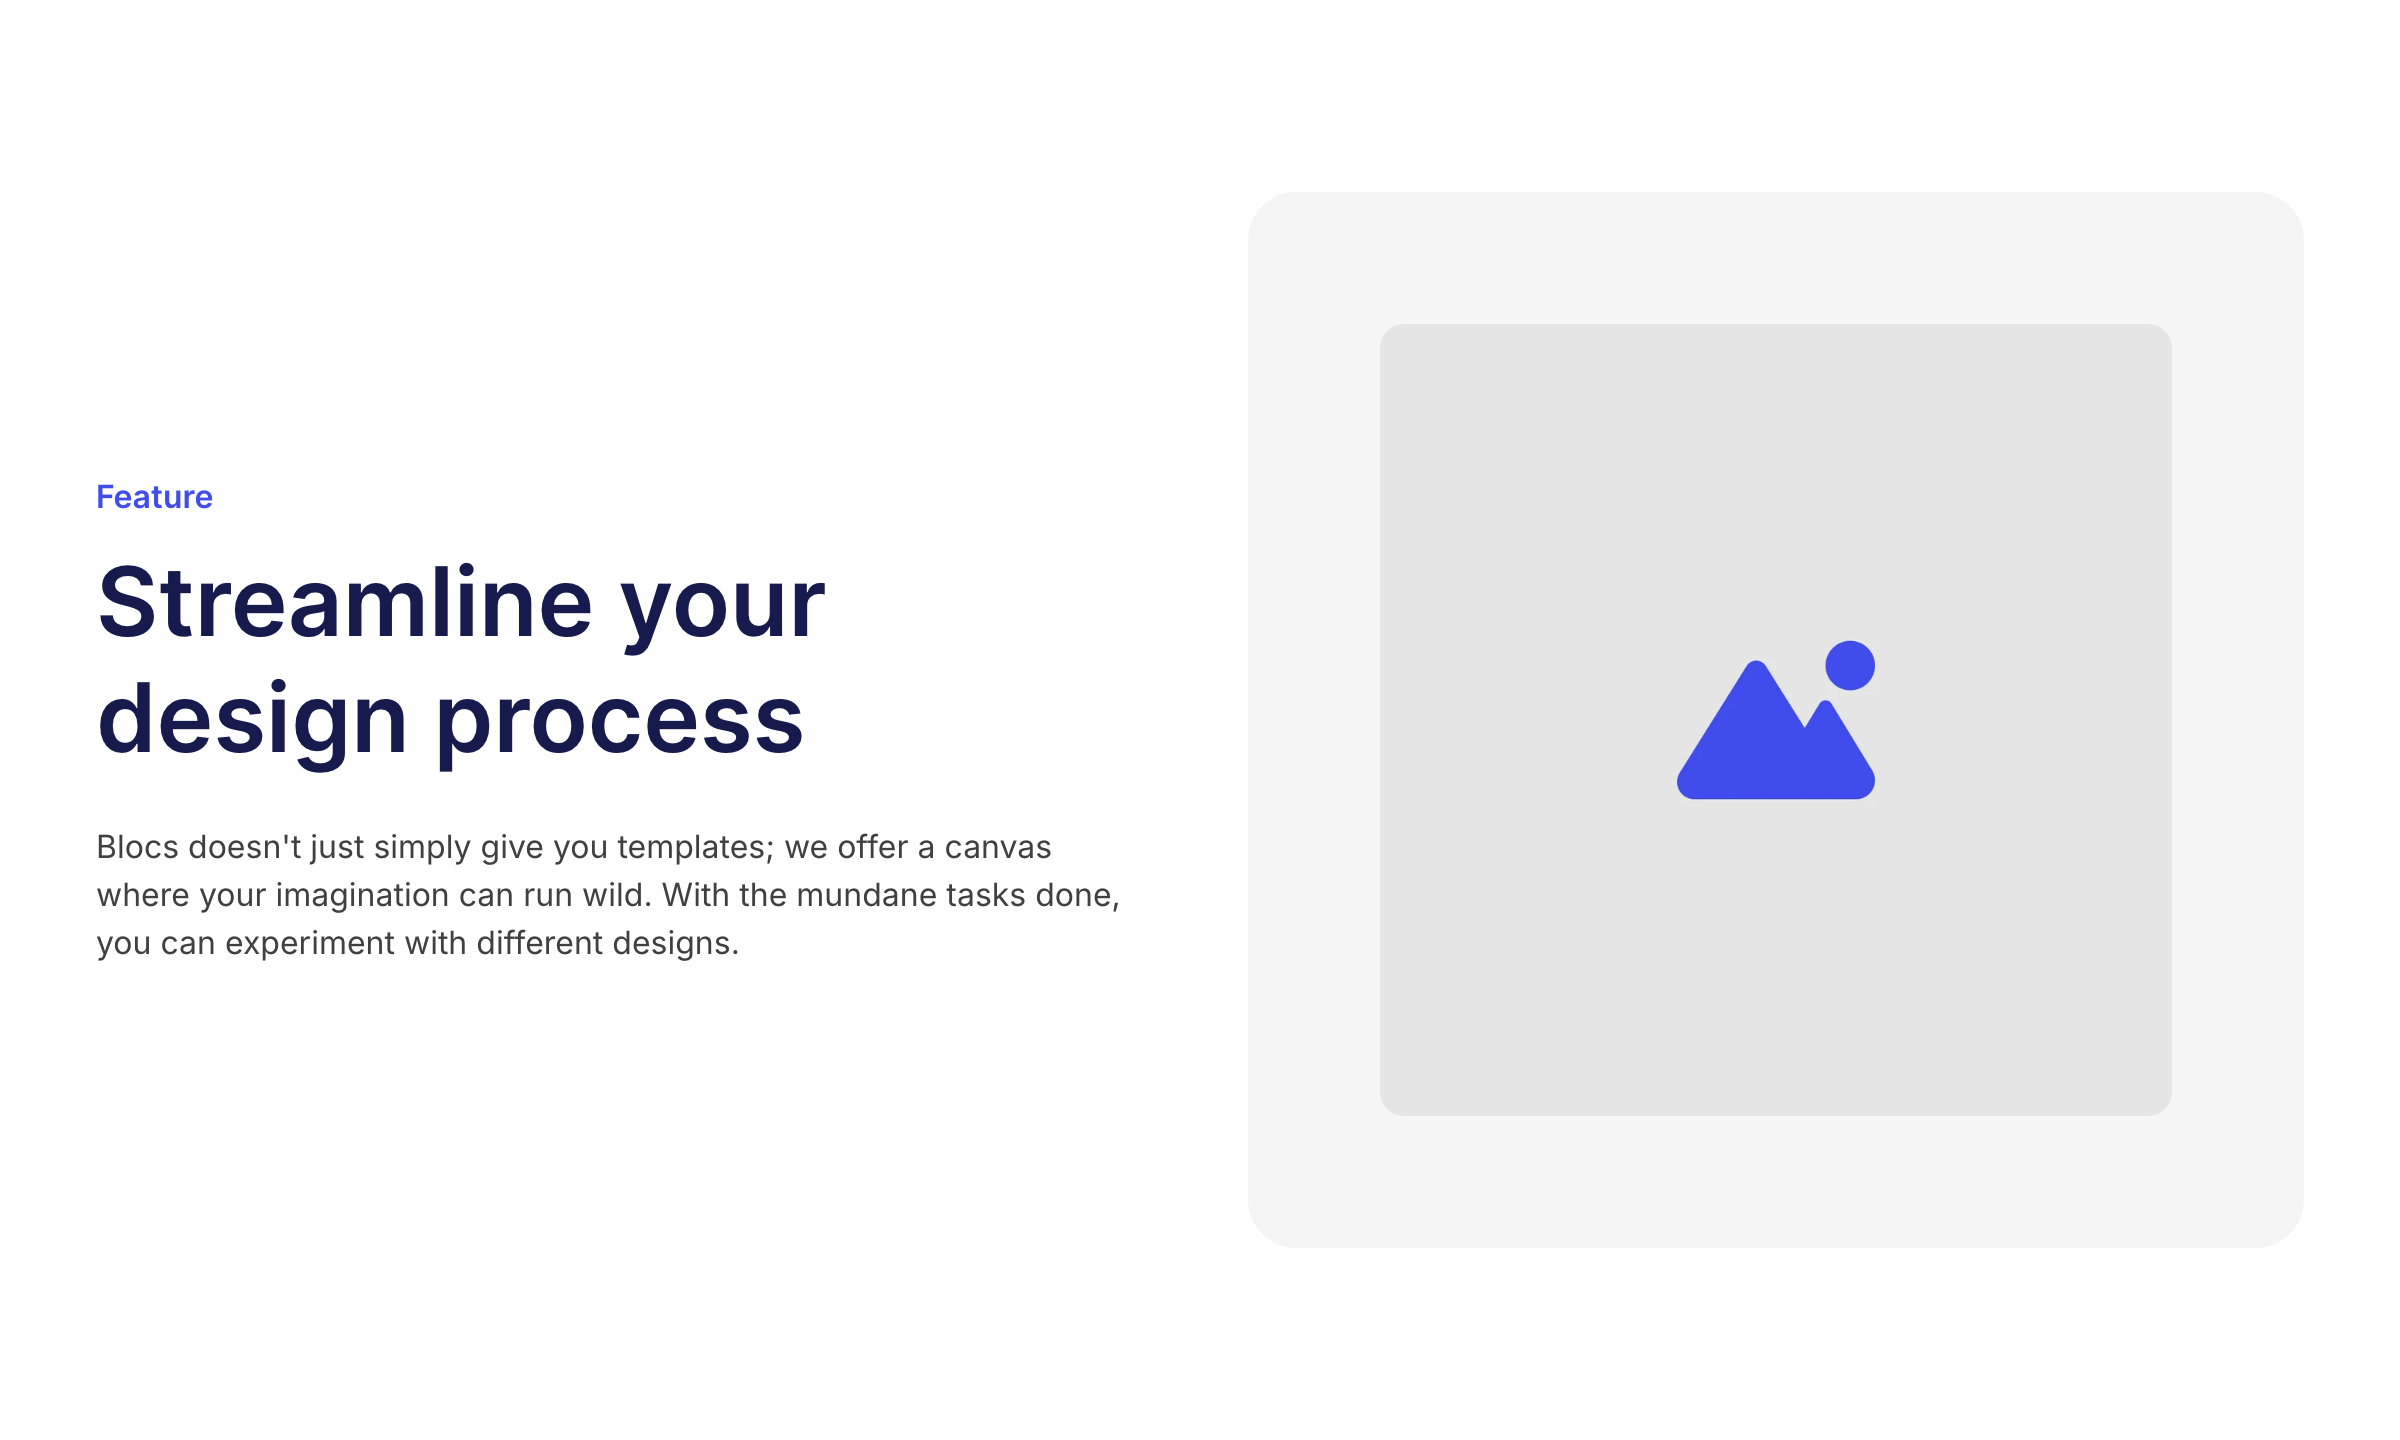 Feature
Streamline your
design process
Blocs doesn't just simply give you templates; we offer a canvas
where your imagination can run wild. With the mundane tasks done,
you can experiment with different designs.